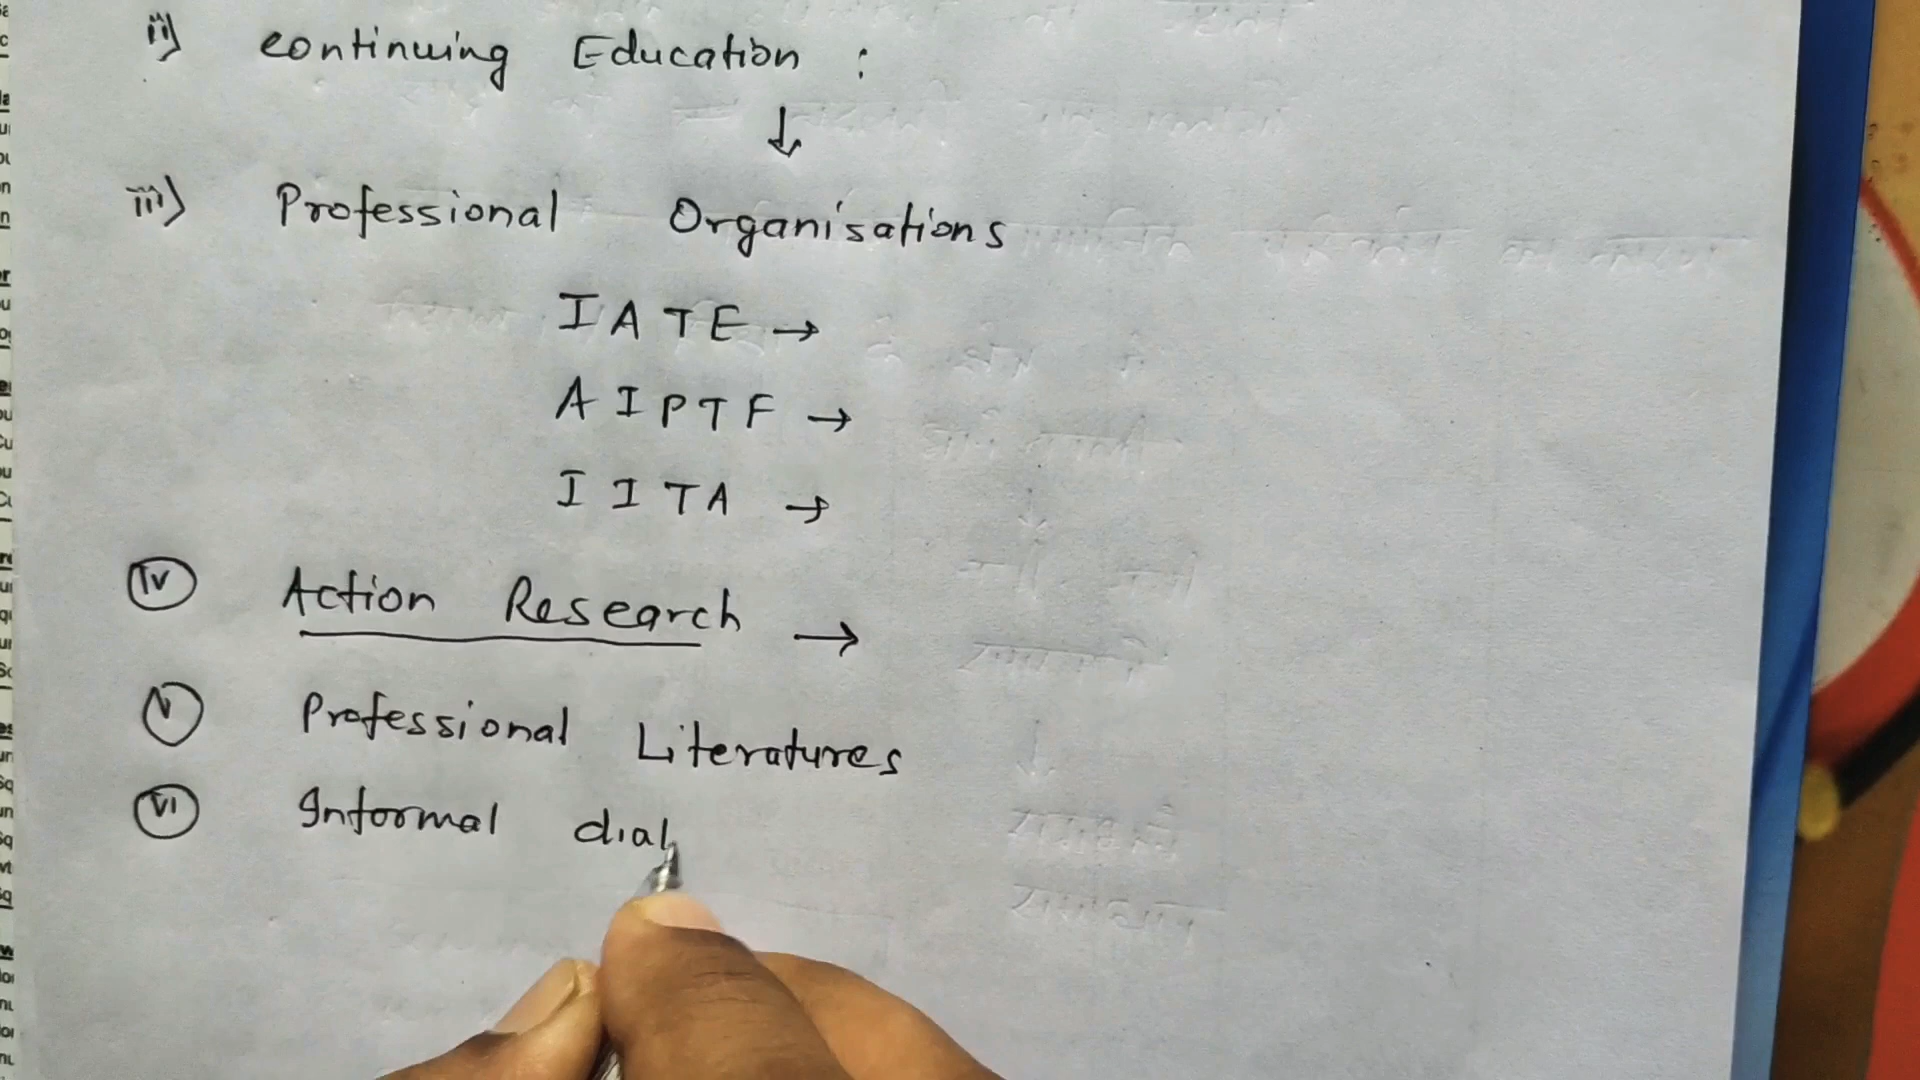 ii) Continuing Education :
↓
iii) Professional Organisations
IATE →
AIPTF →
IITA →
iv Action Research →
v Professional Literatures
vi Informal dial